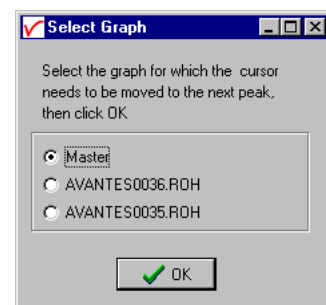 Select Graph
Select the graph for which the cursor
needs to be moved to the next peak,
then click OK
Master
AVANTES0036.ROH
AVANTES0035.ROH
OK